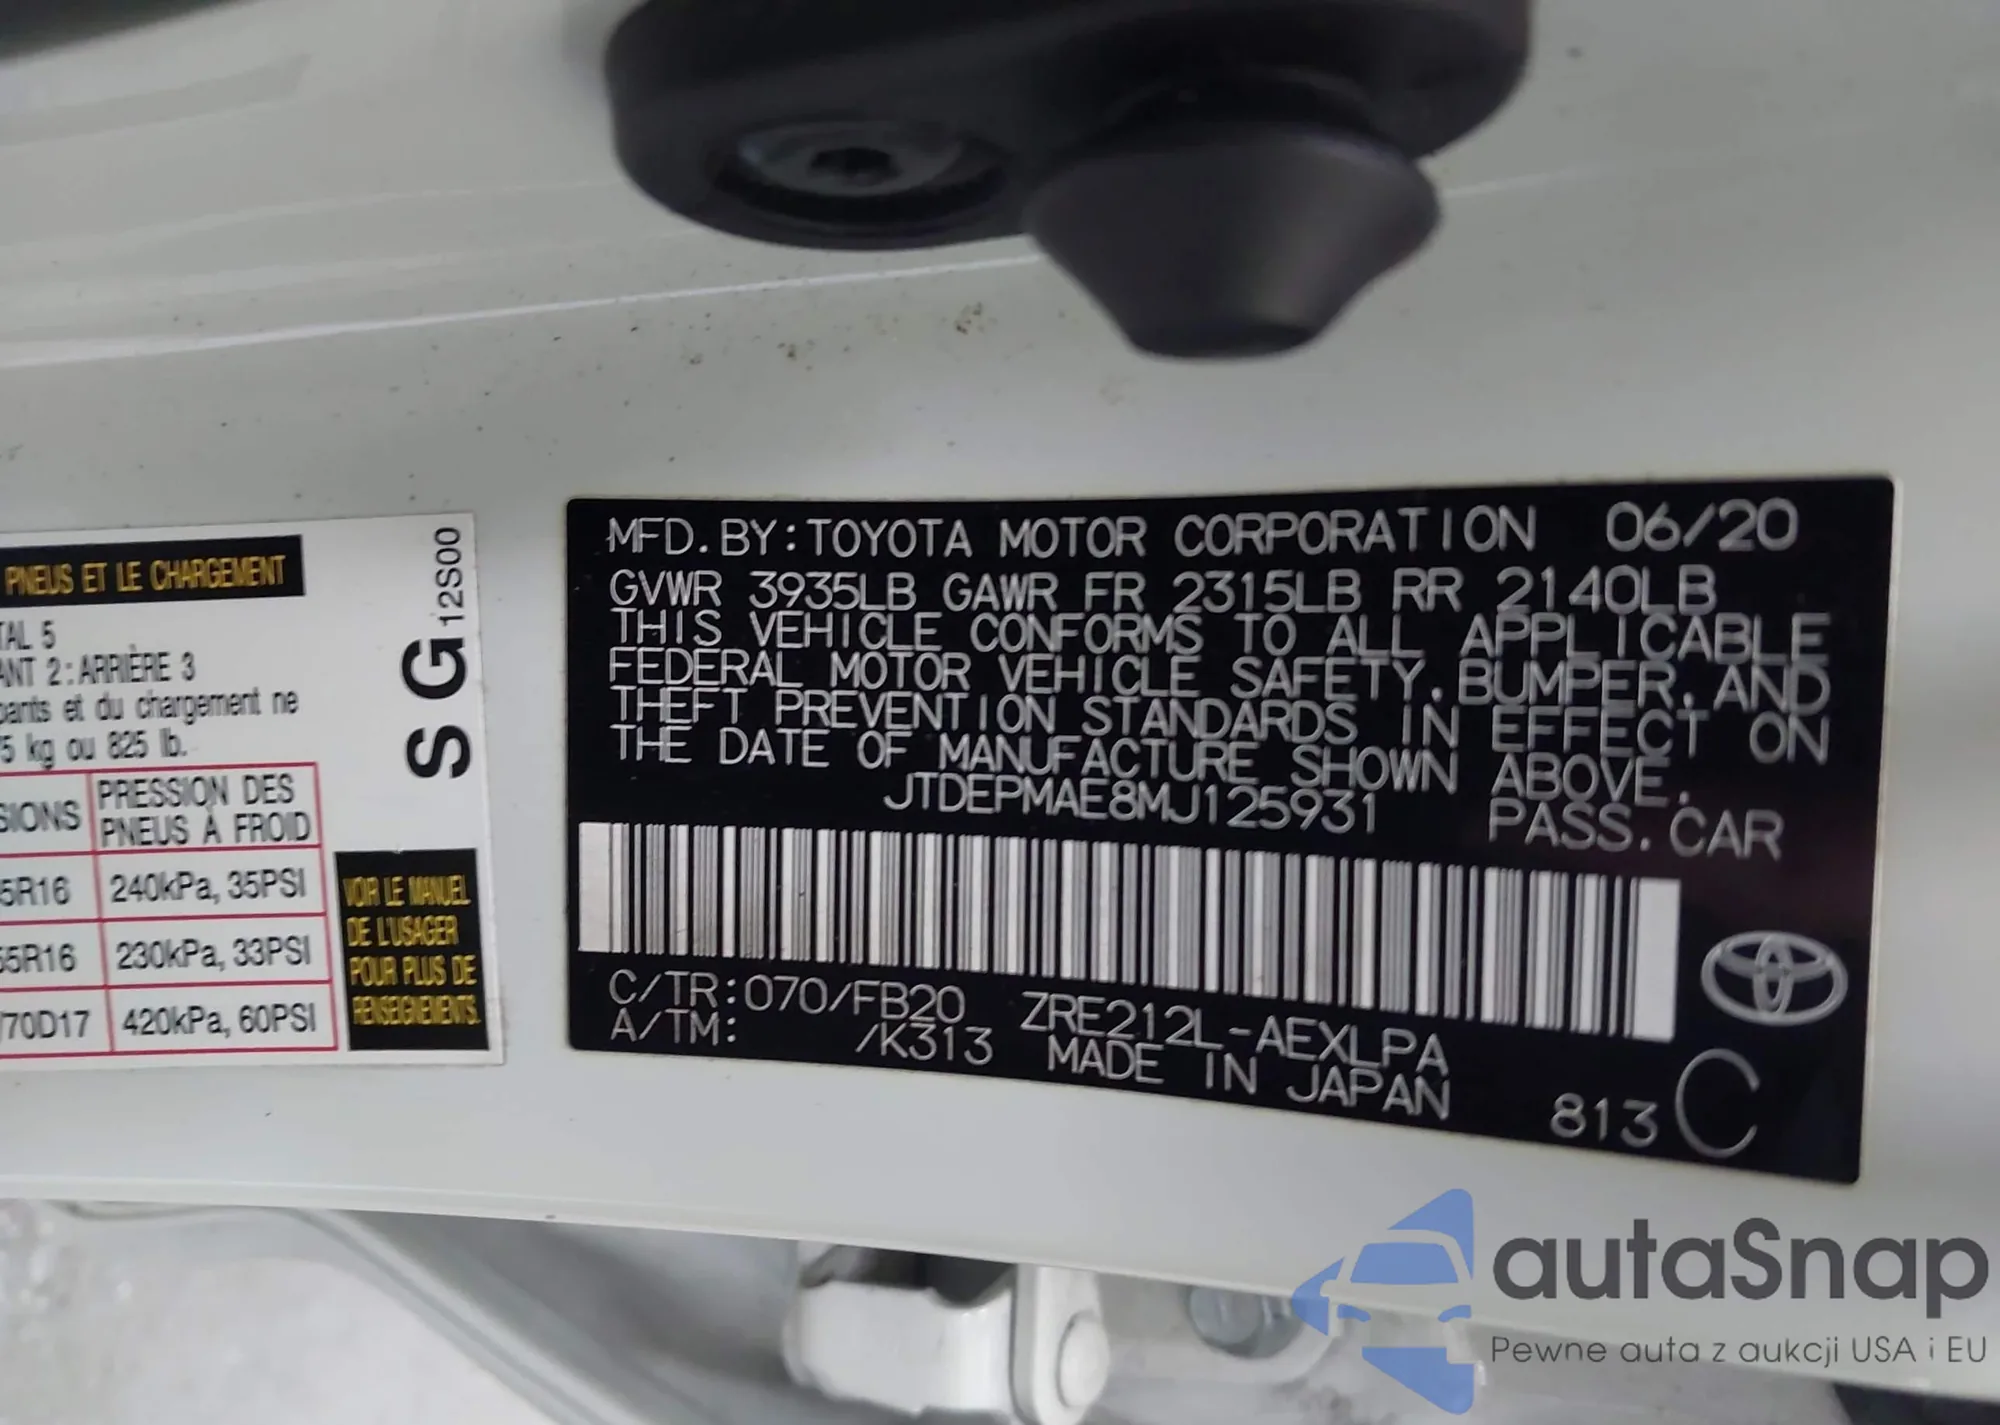 PNEUS ET LE CHARGEMENT
TAL 5
ANT 2 : ARRIÈRE 3
pants et du chargement ne
5 kg ou 825 lb.
SIONS PRESSION DES PNEUS À FROID
5R16 240kPa, 35PSI
55R16 230kPa, 33PSI
/70D17 420kPa, 60PSI
S G 12S00
VOIR LE MANUEL
DE L'USAGER
POUR PLUS DE
RENSEIGNEMENTS.
MFD. BY: TOYOTA MOTOR CORPORATION 06/20
GVWR 3935LB GAWR FR 2315LB RR 2140LB
THIS VEHICLE CONFORMS TO ALL APPLICABLE
FEDERAL MOTOR VEHICLE SAFETY, BUMPER, AND
THEFT PREVENTION STANDARDS IN EFFECT ON
THE DATE OF MANUFACTURE SHOWN ABOVE.
JTDEPMAE8MJ125931 PASS. CAR
C/TR: 070/FB20 ZRE212L-AEXLPA
A/TM: /K313 MADE IN JAPAN
813 C
autaSnap
Pewne auta z aukcji USA i EU